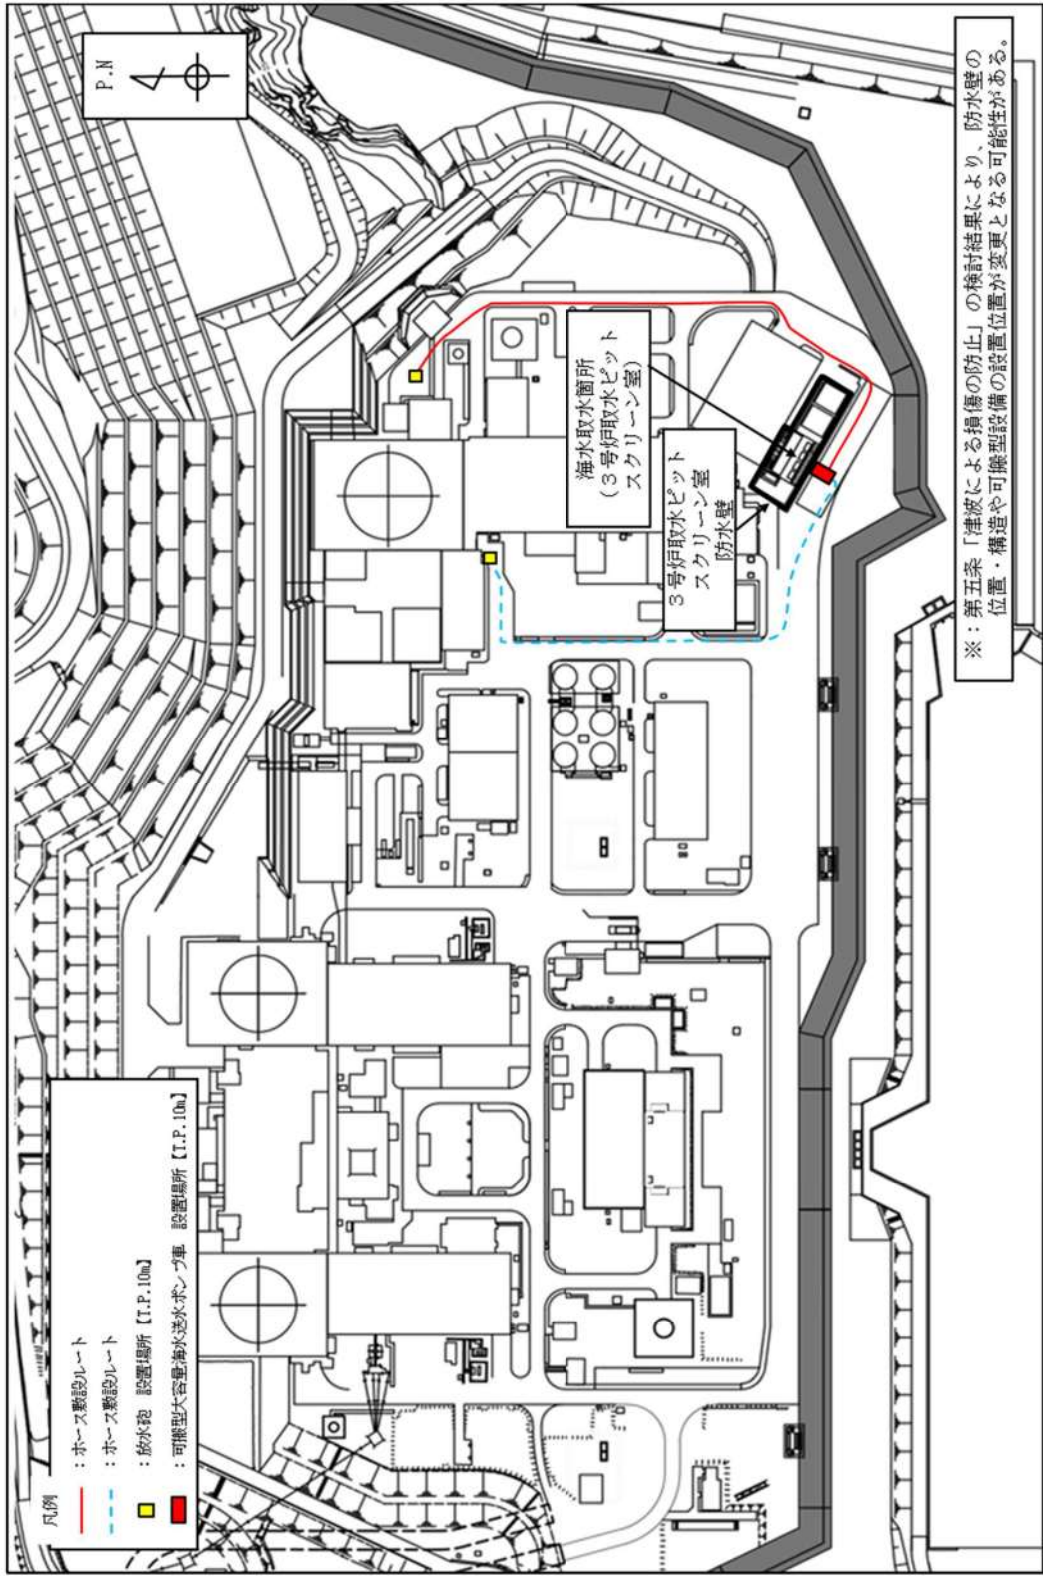 P.N
凡例
：ホース敷設ルート
：ホース敷設ルート
：放水砲　設置場所【T.P.10m】
：可搬型大容量海水送水ポンプ車　設置場所【T.P.10m】
海水取水箇所
（３号炉取水ピット
スクリーン室）
３号炉取水ピット
スクリーン室
防水壁
※：第五条「津波による損傷の防止」の検討結果により、防水壁の
位置・構造や可搬型設備の設置位置が変更となる可能性がある。